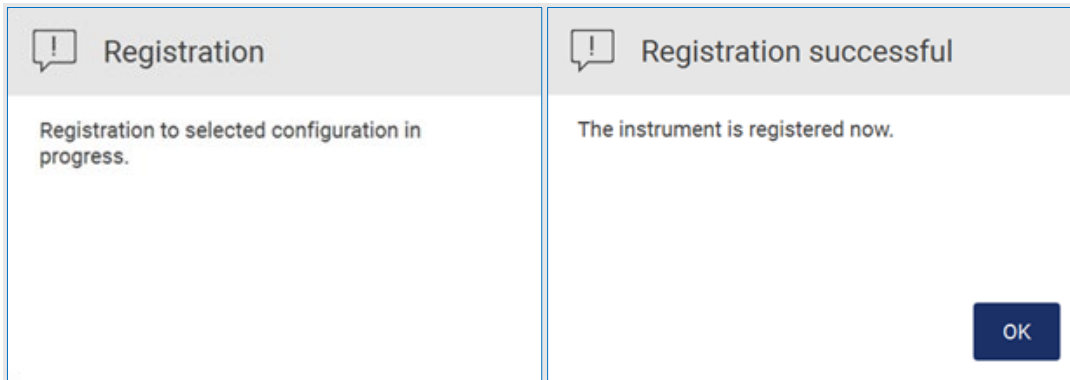 Registration
Registration to selected configuration in
progress.
Registration successful
The instrument is registered now.
OK